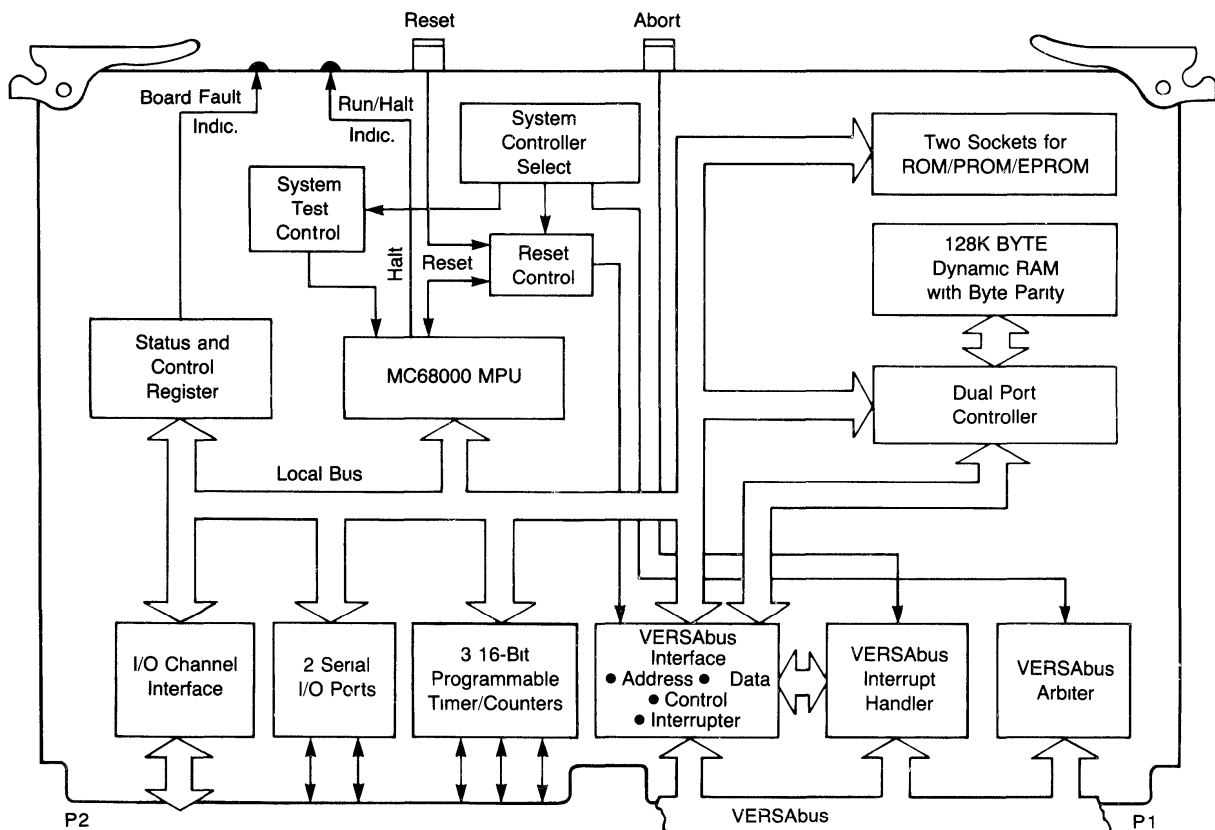 Reset
Abort
Board Fault
Indic.
Run/Halt
Indic.
System
Controller
Select
Two Sockets for
ROM/PROM/EPROM
System
Test
Control
Halt
Reset
Reset
Control
128K BYTE
Dynamic RAM
with Byte Parity
Status and
Control
Register
MC68000 MPU
Dual Port
Controller
Local Bus
I/O Channel
Interface
2 Serial
I/O Ports
3 16-Bit
Programmable
Timer/Counters
VERSAbus
Interface
● Address ● Data
● Control
● Interrupter
VERSAbus
Interrupt
Handler
VERSAbus
Arbiter
P2
VERSAbus
P1